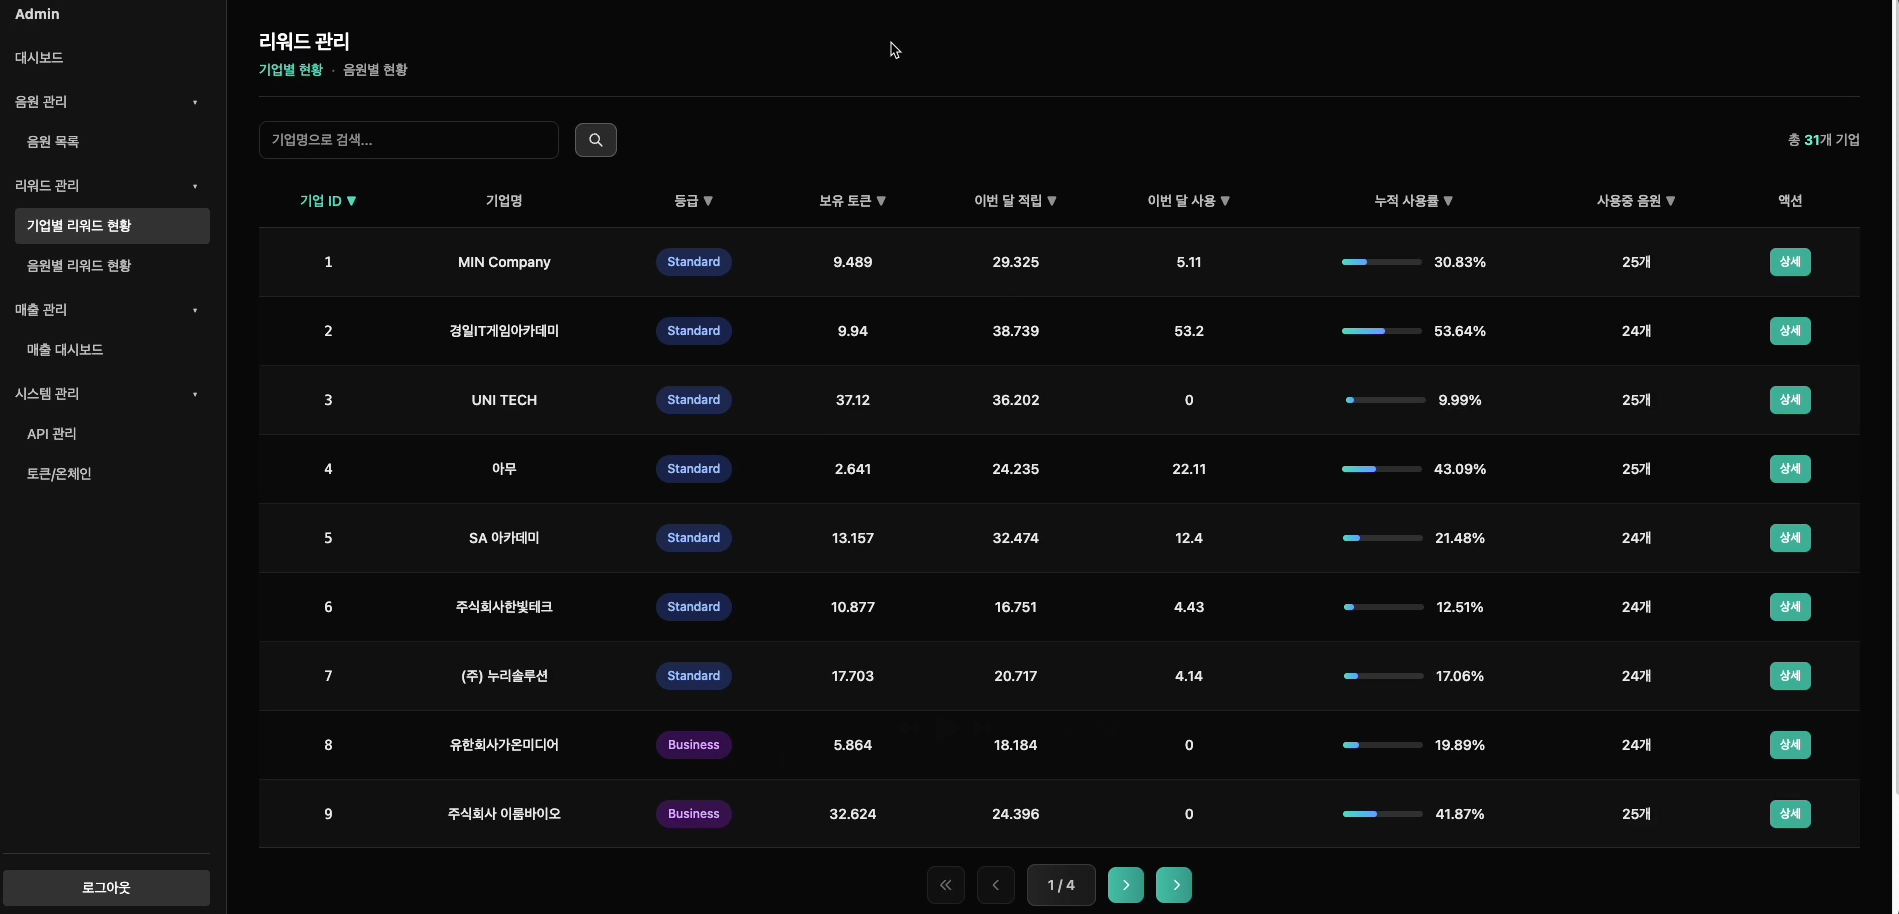 Admin
대시보드
음원 관리 ▾
음원 목록
리워드 관리 ▾
기업별 리워드 현황
음원별 리워드 현황
매출 관리 ▾
매출 대시보드
시스템 관리 ▾
API 관리
토큰/온체인
로그아웃
리워드 관리
기업별 현황 · 음원별 현황
기업명으로 검색...
총 31개 기업
기업 ID ▼ 기업명 등급 ▼ 보유 토큰 ▼ 이번 달 적립 ▼ 이번 달 사용 ▼ 누적 사용률 ▼ 사용중 음원 ▼ 액션
1 MIN Company Standard 9.489 29.325 5.11 30.83% 25개 상세
2 경일IT게임아카데미 Standard 9.94 38.739 53.2 53.64% 24개 상세
3 UNI TECH Standard 37.12 36.202 0 9.99% 25개 상세
4 아무 Standard 2.641 24.235 22.11 43.09% 25개 상세
5 SA 아카데미 Standard 13.157 32.474 12.4 21.48% 24개 상세
6 주식회사한빛테크 Standard 10.877 16.751 4.43 12.51% 24개 상세
7 (주) 누리솔루션 Standard 17.703 20.717 4.14 17.06% 24개 상세
8 유한회사가온미디어 Business 5.864 18.184 0 19.89% 24개 상세
9 주식회사 이룸바이오 Business 32.624 24.396 0 41.87% 25개 상세
1 / 4